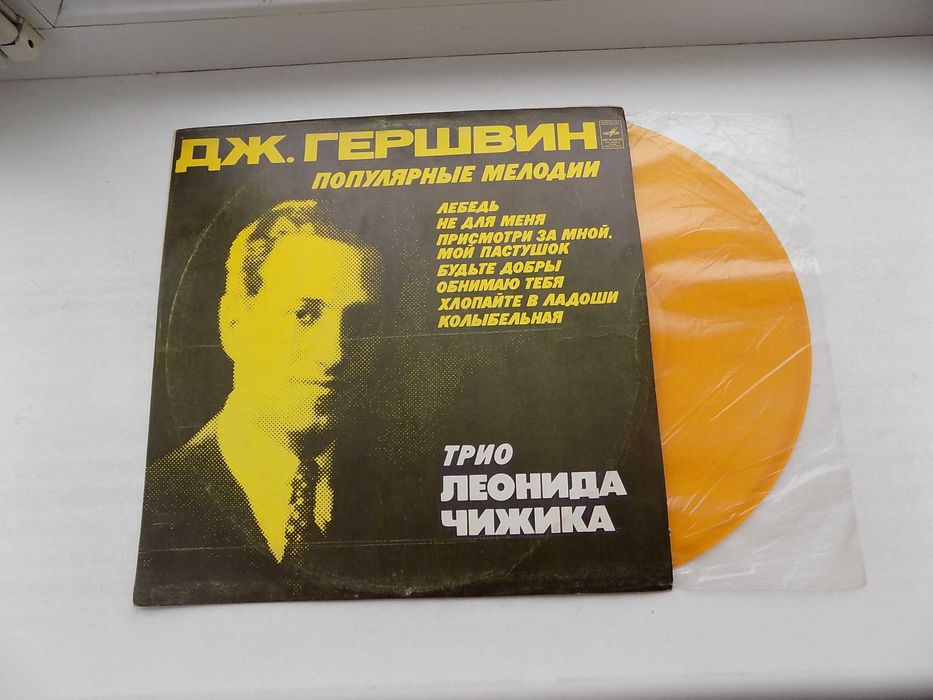 ДЖ. ГЕРШВИН
ПОПУЛЯРНЫЕ МЕЛОДИИ
ЛЕБЕДЬ
НЕ ДЛЯ МЕНЯ
ПРИСМОТРИ ЗА МНОЙ,
МОЙ ПАСТУШОК
БУДЬТЕ ДОБРЫ
ОБНИМАЮ ТЕБЯ
ХЛОПАЙТЕ В ЛАДОШИ
КОЛЫБЕЛЬНАЯ
ТРИО
ЛЕОНИДА
ЧИЖИКА